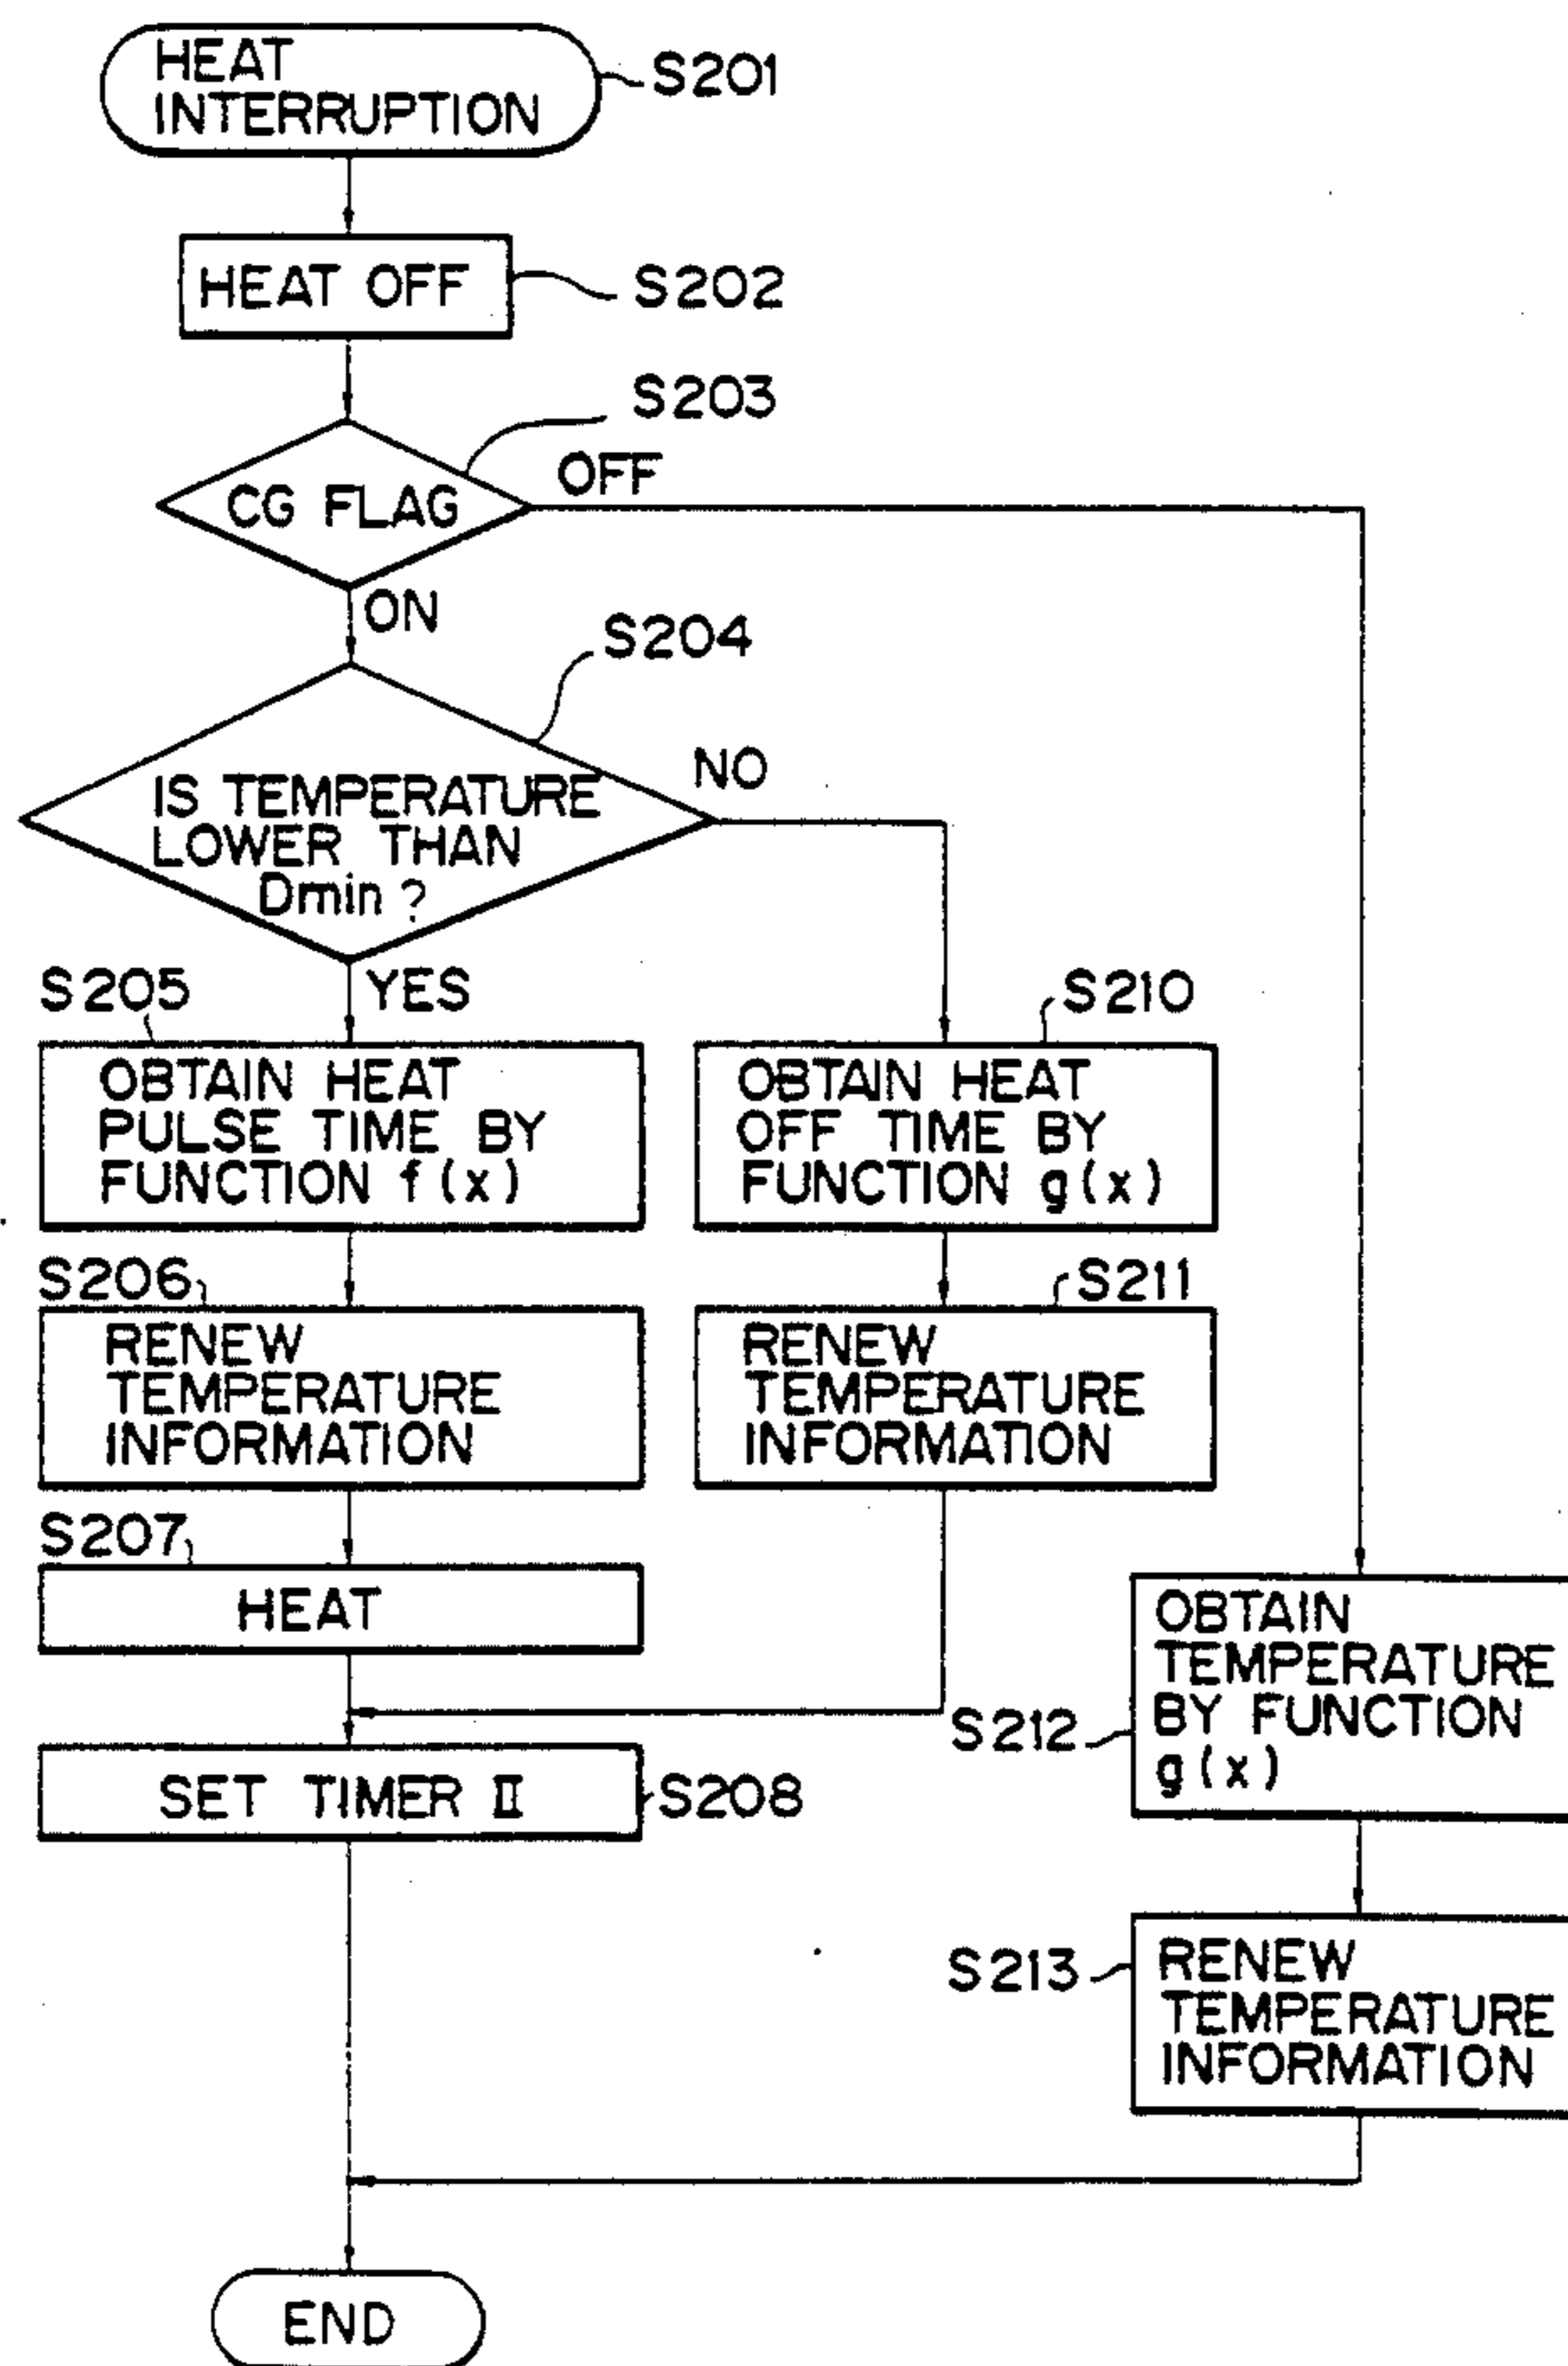 HEAT
INTERRUPTION
S201
HEAT OFF
S202
S203
CG FLAG
OFF
ON
S204
IS TEMPERATURE
LOWER THAN
Dmin ?
NO
YES
S205
OBTAIN HEAT
PULSE TIME BY
FUNCTION f(x)
S210
OBTAIN HEAT
OFF TIME BY
FUNCTION g(x)
S206
RENEW
TEMPERATURE
INFORMATION
S211
RENEW
TEMPERATURE
INFORMATION
S207
HEAT
S212
OBTAIN
TEMPERATURE
BY FUNCTION
g(x)
SET TIMER II
S208
S213
RENEW
TEMPERATURE
INFORMATION
END